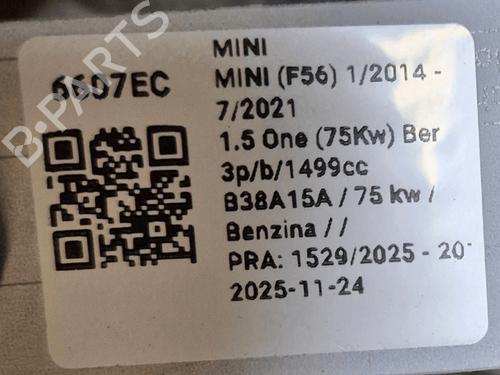 B-PARTS
6607EC
MINI
MINI (F56) 1/2014 -
7/2021
1.5 One (75Kw) Ber
3p/b/1499cc
B38A15A / 75 kw /
Benzina / /
PRA: 1529/2025 - 20
2025-11-24